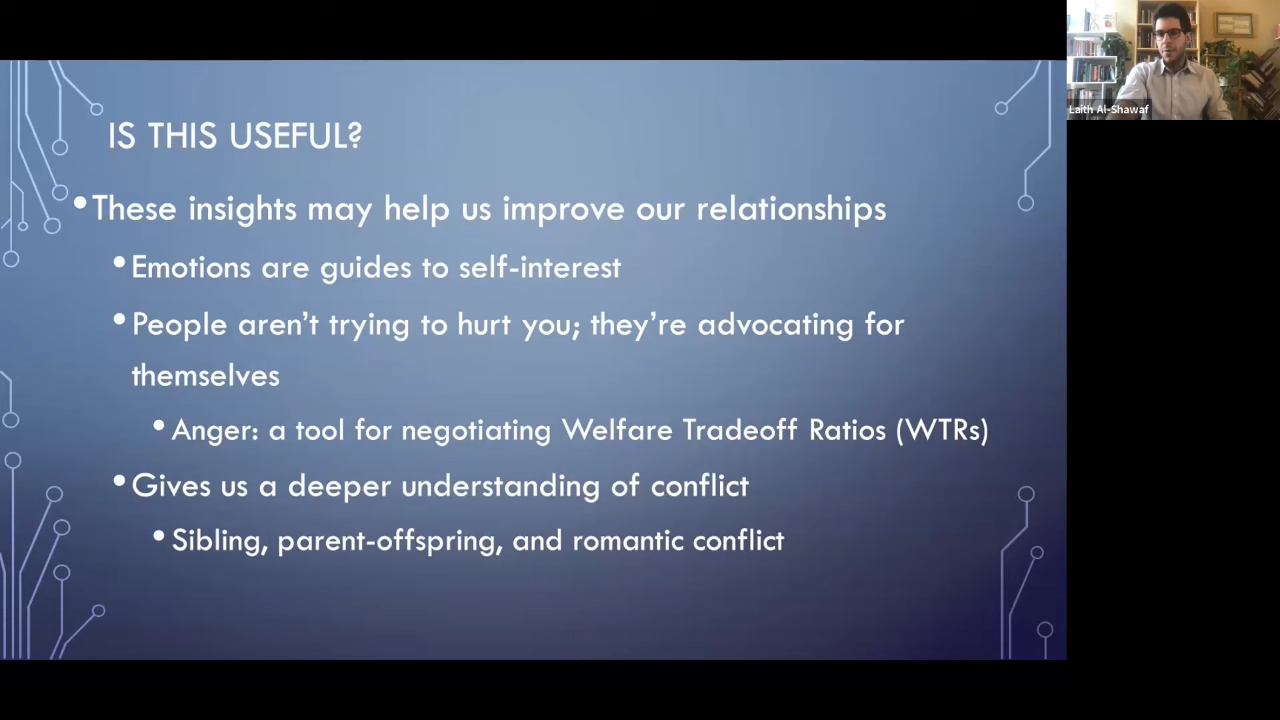 Laith Al-Shawaf
IS THIS USEFUL?
•These insights may help us improve our relationships
•Emotions are guides to self-interest
•People aren’t trying to hurt you; they’re advocating for
themselves
•Anger: a tool for negotiating Welfare Tradeoff Ratios (WTRs)
•Gives us a deeper understanding of conflict
•Sibling, parent-offspring, and romantic conflict